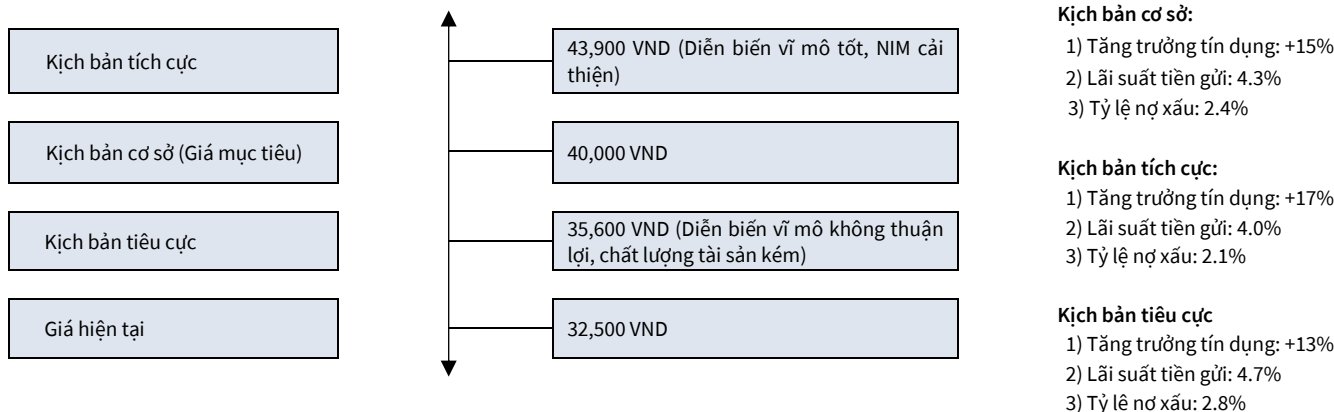 Kịch bản tích cực
43,900 VND (Diễn biến vĩ mô tốt, NIM cải
thiện)
Kịch bản cơ sở (Giá mục tiêu)
40,000 VND
Kịch bản tiêu cực
35,600 VND (Diễn biến vĩ mô không thuận
lợi, chất lượng tài sản kém)
Giá hiện tại
32,500 VND
Kịch bản cơ sở:
1) Tăng trưởng tín dụng: +15%
2) Lãi suất tiền gửi: 4.3%
3) Tỷ lệ nợ xấu: 2.4%
Kịch bản tích cực:
1) Tăng trưởng tín dụng: +17%
2) Lãi suất tiền gửi: 4.0%
3) Tỷ lệ nợ xấu: 2.1%
Kịch bản tiêu cực
1) Tăng trưởng tín dụng: +13%
2) Lãi suất tiền gửi: 4.7%
3) Tỷ lệ nợ xấu: 2.8%